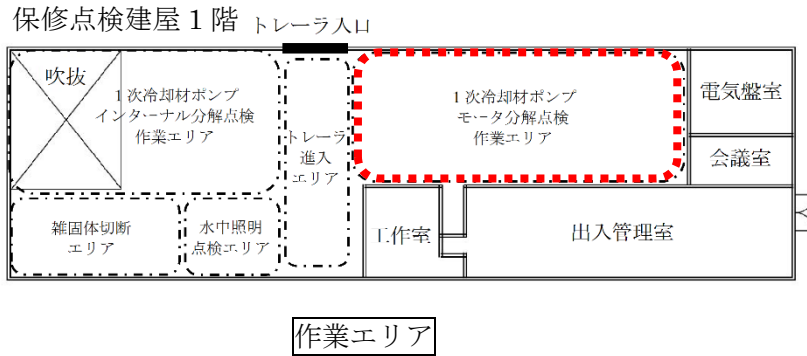 保修点検建屋1階
トレーラ入口
吹抜
1次冷却材ポンプ
インターナル分解点検
作業エリア
トレーラ
進入
エリア
1次冷却材ポンプ
モータ分解点検
作業エリア
電気盤室
会議室
雑固体切断
エリア
水中照明
点検エリア
工作室
出入管理室
作業エリア